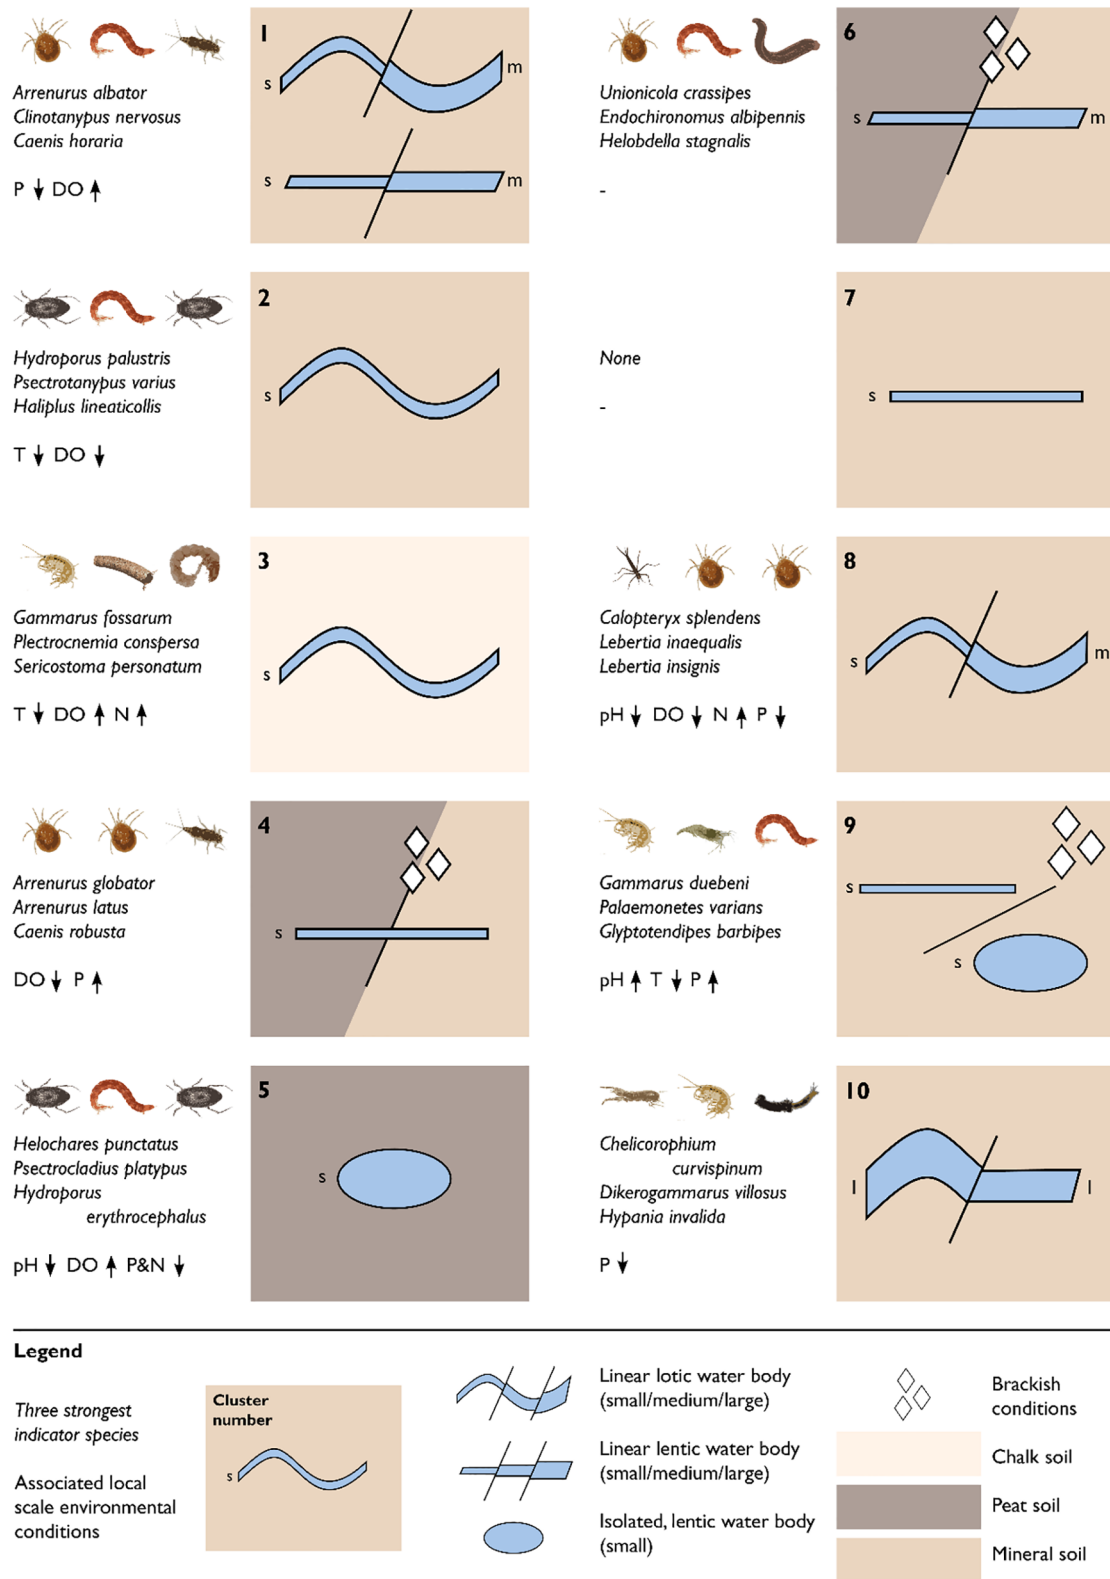 1
s
m
s
m
Arrenurus albator
Clinotanypus nervosus
Caenis horaria
P ↓ DO ↑
6
s
m
Unionicola crassipes
Endochironomus albipennis
Helobdella stagnalis
-
2
s
Hydroporus palustris
Psectrotanypus varius
Haliplus lineaticollis
T ↓ DO ↓
7
s
None
-
3
s
Gammarus fossarum
Plectrocnemia conspersa
Sericostoma personatum
T ↓ DO ↑ N ↑
8
s
m
Calopteryx splendens
Lebertia inaequalis
Lebertia insignis
pH ↓ DO ↓ N ↑ P ↓
4
s
Arrenurus globator
Arrenurus latus
Caenis robusta
DO ↓ P ↑
9
s
s
Gammarus duebeni
Palaemonetes varians
Glyptotendipes barbipes
pH ↑ T ↓ P ↑
5
s
Helochares punctatus
Psectrocladius platypus
Hydroporus
erythrocephalus
pH ↓ DO ↑ P&N ↓
10
l
l
Chelicorophium
curvispinum
Dikerogammarus villosus
Hypania invalida
P ↓
Legend
Three strongest
indicator species
Associated local
scale environmental
conditions
Cluster
number
s
Linear lotic water body
(small/medium/large)
Linear lentic water body
(small/medium/large)
Isolated, lentic water body
(small)
Brackish
conditions
Chalk soil
Peat soil
Mineral soil